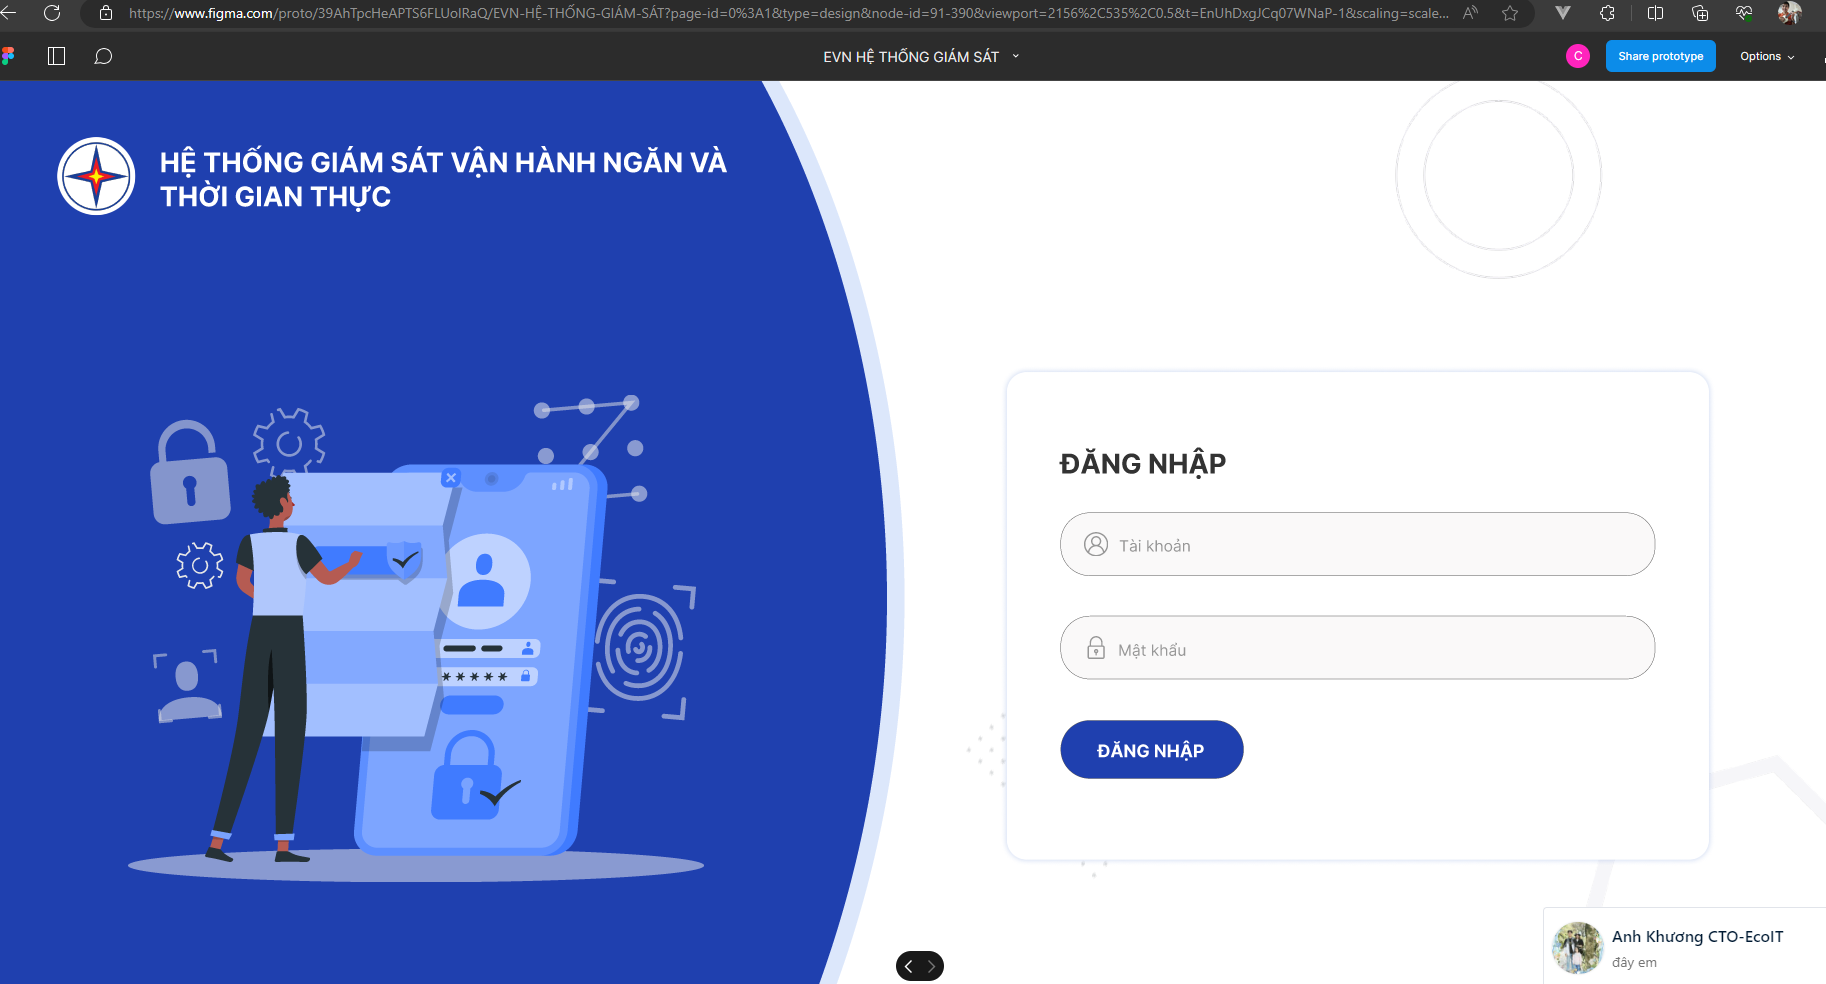 https://www.figma.com/proto/39AhTpcHeAPTS6FLUolRaQ/EVN-HỆ-THỐNG-GIÁM-SÁT?page-id=0%3A1&type=design&node-id=91-390&viewport=2156%2C535%2C0.5&t=EnUhDxgJCq07WNaP-1&scaling=scale...
EVN HỆ THỐNG GIÁM SÁT
C
Share prototype
Options
HỆ THỐNG GIÁM SÁT VẬN HÀNH NGĂN VÀ
THỜI GIAN THỰC
*****
ĐĂNG NHẬP
Tài khoản
Mật khẩu
ĐĂNG NHẬP
Anh Khương CTO-EcoIT
đây em